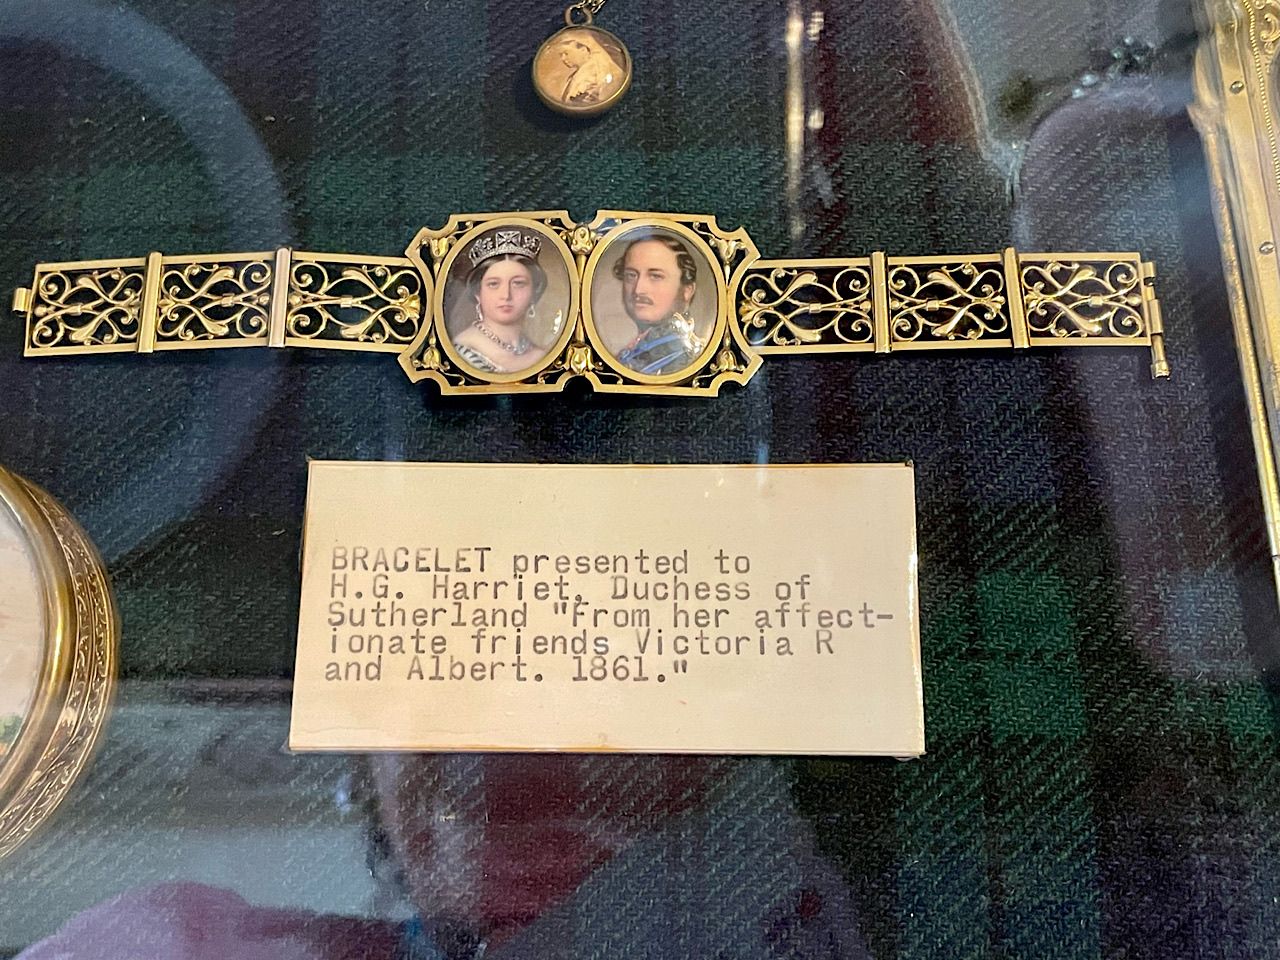 BRACELET presented to
H.G. Harriet, Duchess of
Sutherland "From her affect-
ionate friends Victoria R
and Albert. 1861."